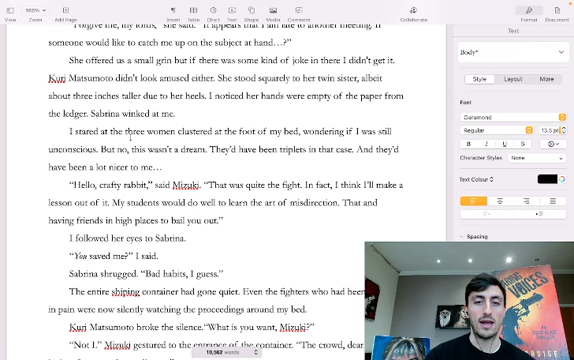 100%
View Zoom
Insert Table Chart Text Shape Media Comment
Collaborate
Format Document
"Forgive me, my lords," she said. "It appears that I am late to another meeting. If
someone would like to catch me up on the subject at hand…?"
She offered us a small grin but if there was some kind of joke in there I didn't get it.
Kuri Matsumoto didn't look amused either. She stood squarely to her twin sister, albeit
about three inches taller due to her heels. I noticed her hands were empty of the paper from
the ledger. Sabrina winked at me.
I stared at the three women clustered at the foot of my bed, wondering if I was still
unconscious. But no, this wasn't a dream. They'd have been triplets in that case. And they'd
have been a lot nicer to me…
"Hello, crafty rabbit," said Mizuki. "That was quite the fight. In fact, I think I'll make a
lesson out of it. My students would do well to learn the art of misdirection. That and
having friends in high places to bail you out."
I followed her eyes to Sabrina.
"You saved me?" I said.
Sabrina shrugged. "Bad habits, I guess."
The entire shiping container had gone quiet. Even the fighters who had been
in pain were now silently watching the proceedings around my bed.
Kuri Matsumoto broke the silence."What is you want, Mizuki?"
"Not I." Mizuki gestured to the entrance of the container. "The crowd, dear
10,562 words
Text
Body*
Style Layout More
Font
Garamond
Regular 13.5 pt
B I U S
Character Styles None
Text Colour
Spacing
VOICES